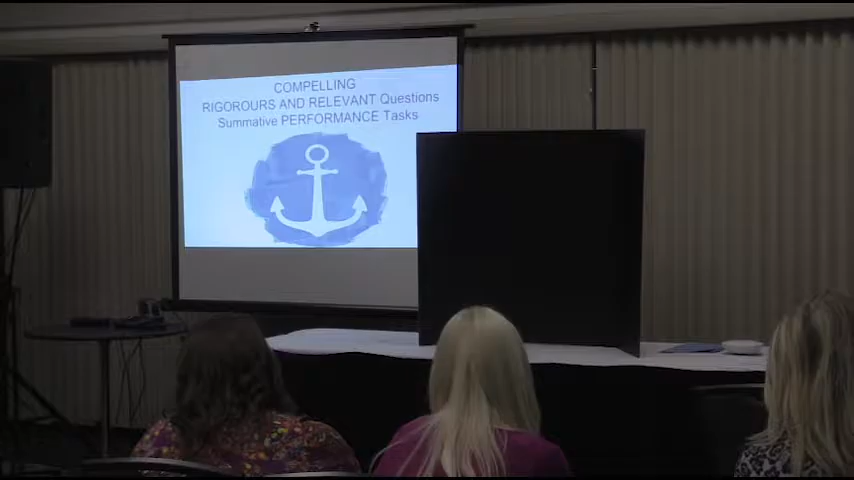 COMPELLING
RIGOROURS AND RELEVANT Questions
Summative PERFORMANCE Tasks